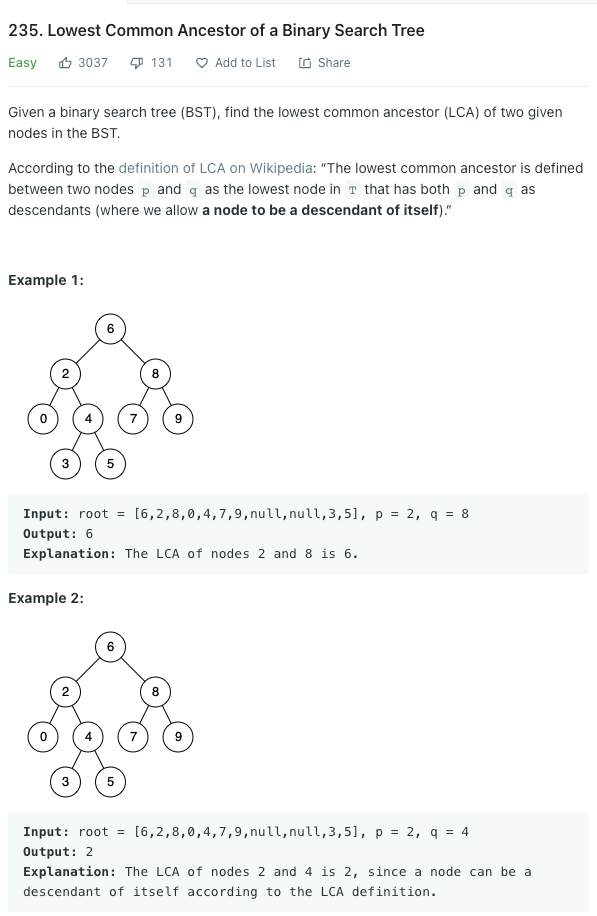 235. Lowest Common Ancestor of a Binary Search Tree
Easy 3037 131 Add to List Share
Given a binary search tree (BST), find the lowest common ancestor (LCA) of two given
nodes in the BST.
According to the definition of LCA on Wikipedia: “The lowest common ancestor is defined
between two nodes p and q as the lowest node in T that has both p and q as
descendants (where we allow a node to be a descendant of itself).”
Example 1:
6
2 8
0 4 7 9
3 5
Input: root = [6,2,8,0,4,7,9,null,null,3,5], p = 2, q = 8
Output: 6
Explanation: The LCA of nodes 2 and 8 is 6.
Example 2:
6
2 8
0 4 7 9
3 5
Input: root = [6,2,8,0,4,7,9,null,null,3,5], p = 2, q = 4
Output: 2
Explanation: The LCA of nodes 2 and 4 is 2, since a node can be a
descendant of itself according to the LCA definition.